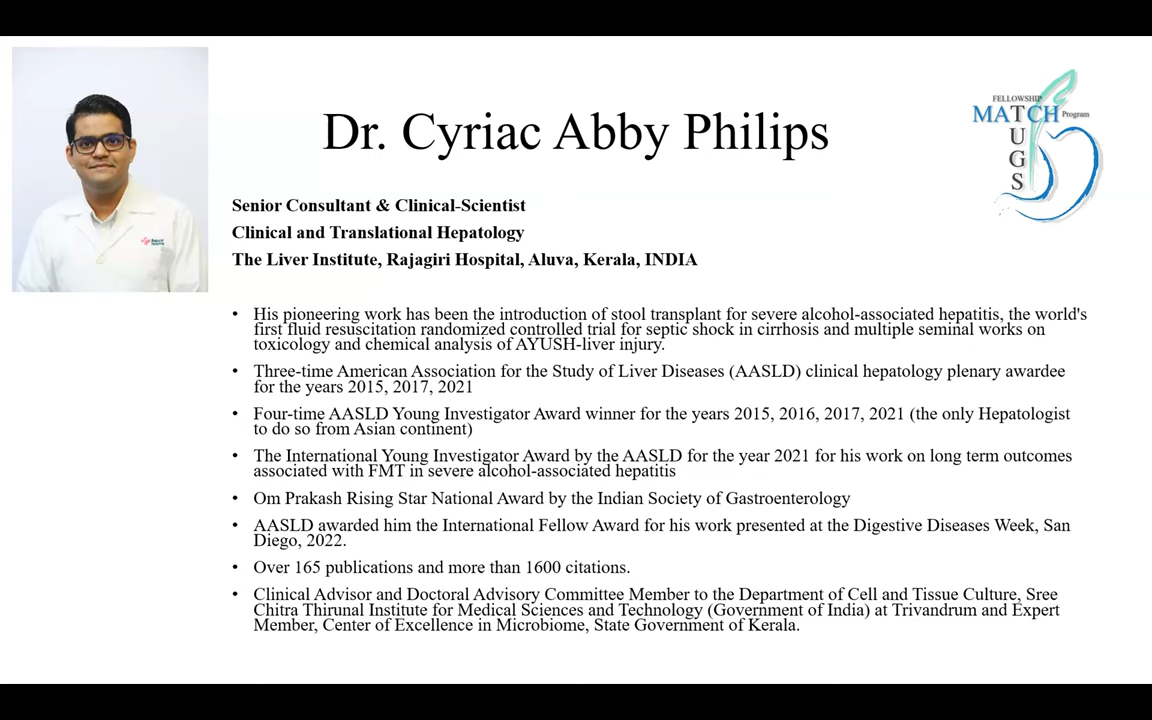 Dr. Cyriac Abby Philips
FELLOWSHIP
MATCH Program
T
U
G
S
Senior Consultant & Clinical-Scientist
Clinical and Translational Hepatology
The Liver Institute, Rajagiri Hospital, Aluva, Kerala, INDIA
• His pioneering work has been the introduction of stool transplant for severe alcohol-associated hepatitis, the world's
first fluid resuscitation randomized controlled trial for septic shock in cirrhosis and multiple seminal works on
toxicology and chemical analysis of AYUSH-liver injury.
• Three-time American Association for the Study of Liver Diseases (AASLD) clinical hepatology plenary awardee
for the years 2015, 2017, 2021
• Four-time AASLD Young Investigator Award winner for the years 2015, 2016, 2017, 2021 (the only Hepatologist
to do so from Asian continent)
• The International Young Investigator Award by the AASLD for the year 2021 for his work on long term outcomes
associated with FMT in severe alcohol-associated hepatitis
• Om Prakash Rising Star National Award by the Indian Society of Gastroenterology
• AASLD awarded him the International Fellow Award for his work presented at the Digestive Diseases Week, San
Diego, 2022.
• Over 165 publications and more than 1600 citations.
• Clinical Advisor and Doctoral Advisory Committee Member to the Department of Cell and Tissue Culture, Sree
Chitra Thirunal Institute for Medical Sciences and Technology (Government of India) at Trivandrum and Expert
Member, Center of Excellence in Microbiome, State Government of Kerala.